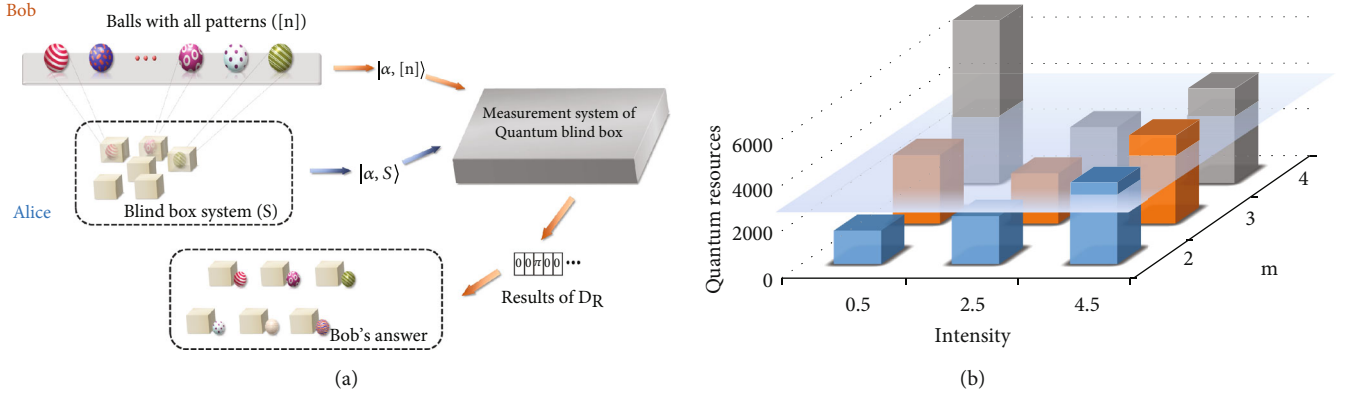 Bob
Balls with all patterns ([n])
|α, [n]⟩
Measurement system of
Quantum blind box
|α, S⟩
Alice
Blind box system (S)
0 0 π 0 0 •••
Results of DR
Bob's answer
(a)
Quantum resources
6000
4000
2000
0
0.5
2.5
4.5
Intensity
2
3
4
m
(b)